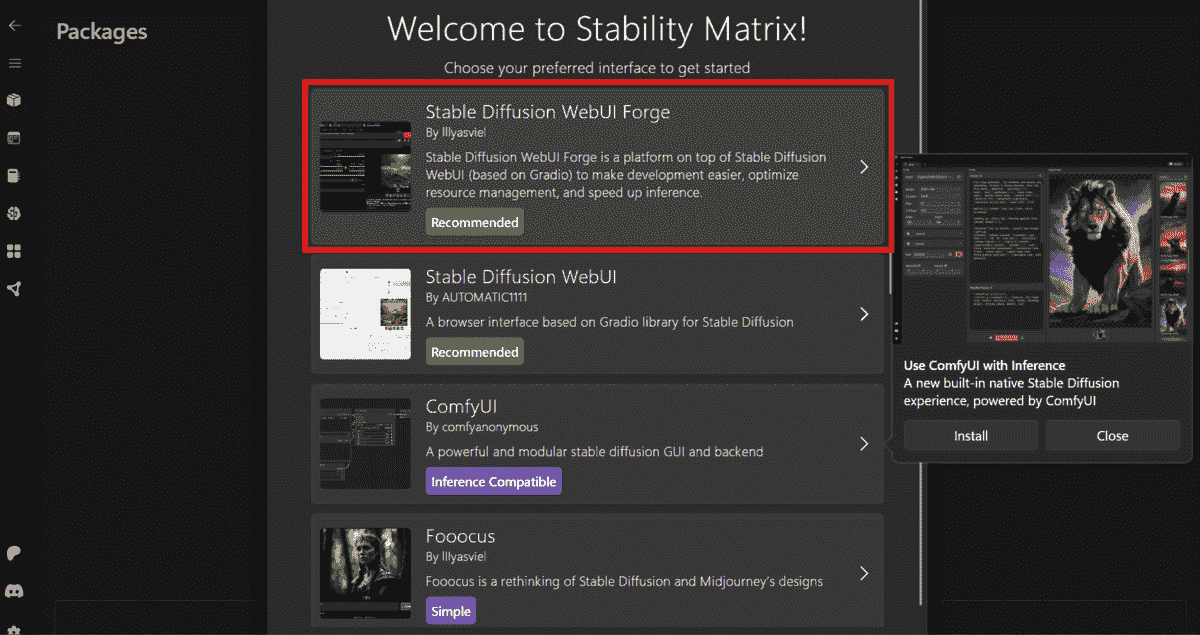 Packages
Welcome to Stability Matrix!
Choose your preferred interface to get started
Stable Diffusion WebUI Forge
By lllyasviel
Stable Diffusion WebUI Forge is a platform on top of Stable Diffusion
WebUI (based on Gradio) to make development easier, optimize
resource management, and speed up inference.
Recommended
Stable Diffusion WebUI
By AUTOMATIC1111
A browser interface based on Gradio library for Stable Diffusion
Recommended
ComfyUI
By comfyanonymous
A powerful and modular stable diffusion GUI and backend
Inference Compatible
Fooocus
By lllyasviel
Fooocus is a rethinking of Stable Diffusion and Midjourney’s designs
Simple
Use ComfyUI with Inference
A new built-in native Stable Diffusion
experience, powered by ComfyUI
Install
Close